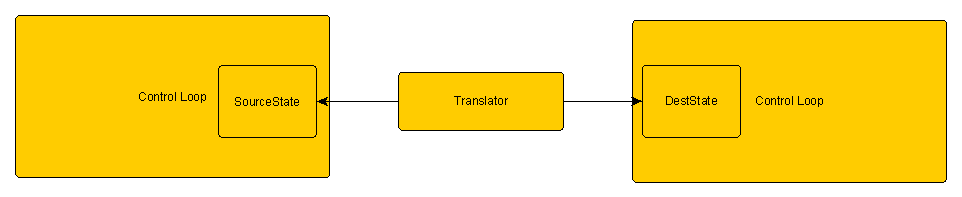 Control Loop
SourceState
Translator
DestState
Control Loop